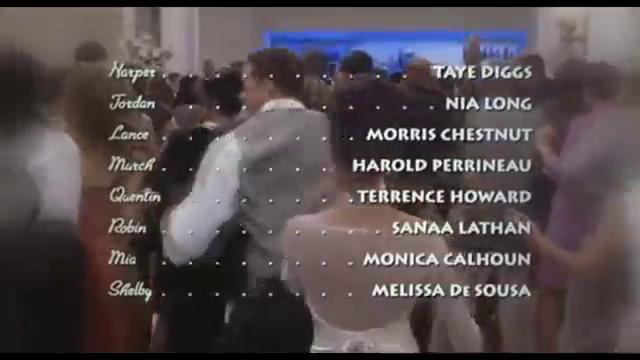 Harper . . . . . . . . . . TAYE DIGGS
Jordan . . . . . . . . . . . NIA LONG
Lance . . . . . . . . MORRIS CHESTNUT
Murch . . . . . . . HAROLD PERRINEAU
Quentin . . . . . . . TERRENCE HOWARD
Robin . . . . . . . . . SANAA LATHAN
Mia . . . . . . . . MONICA CALHOUN
Shelby . . . . . . . . MELISSA DE SOUSA